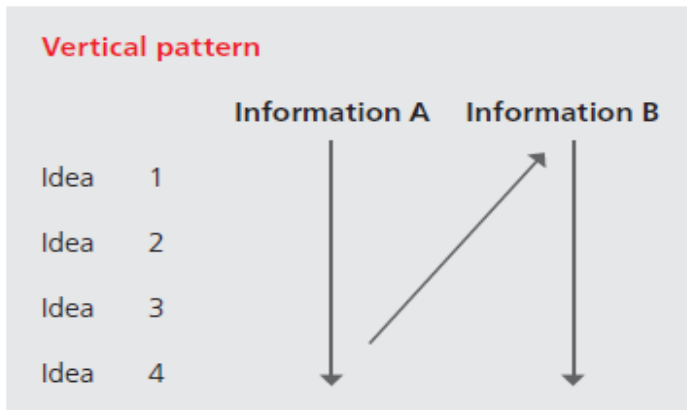 Vertical pattern
Information A Information B
Idea 1
Idea 2
Idea 3
Idea 4